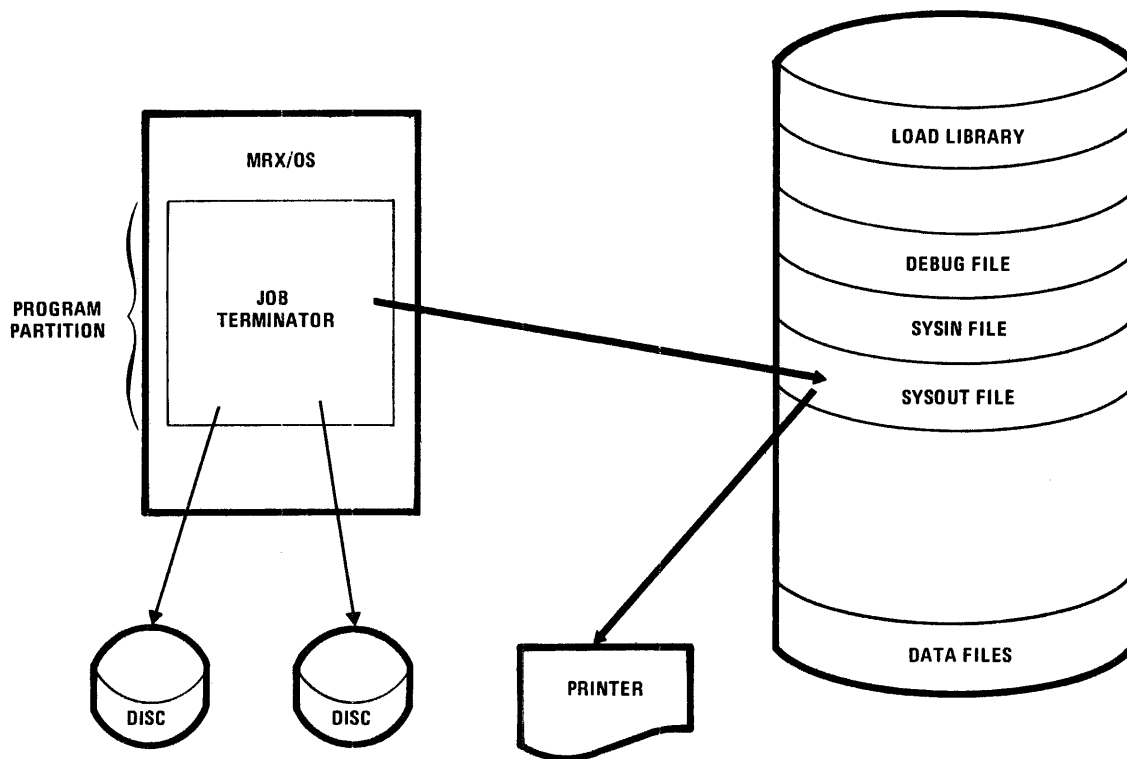 MRX/OS
PROGRAM
PARTITION
JOB
TERMINATOR
LOAD LIBRARY
DEBUG FILE
SYSIN FILE
SYSOUT FILE
DATA FILES
DISC
DISC
PRINTER